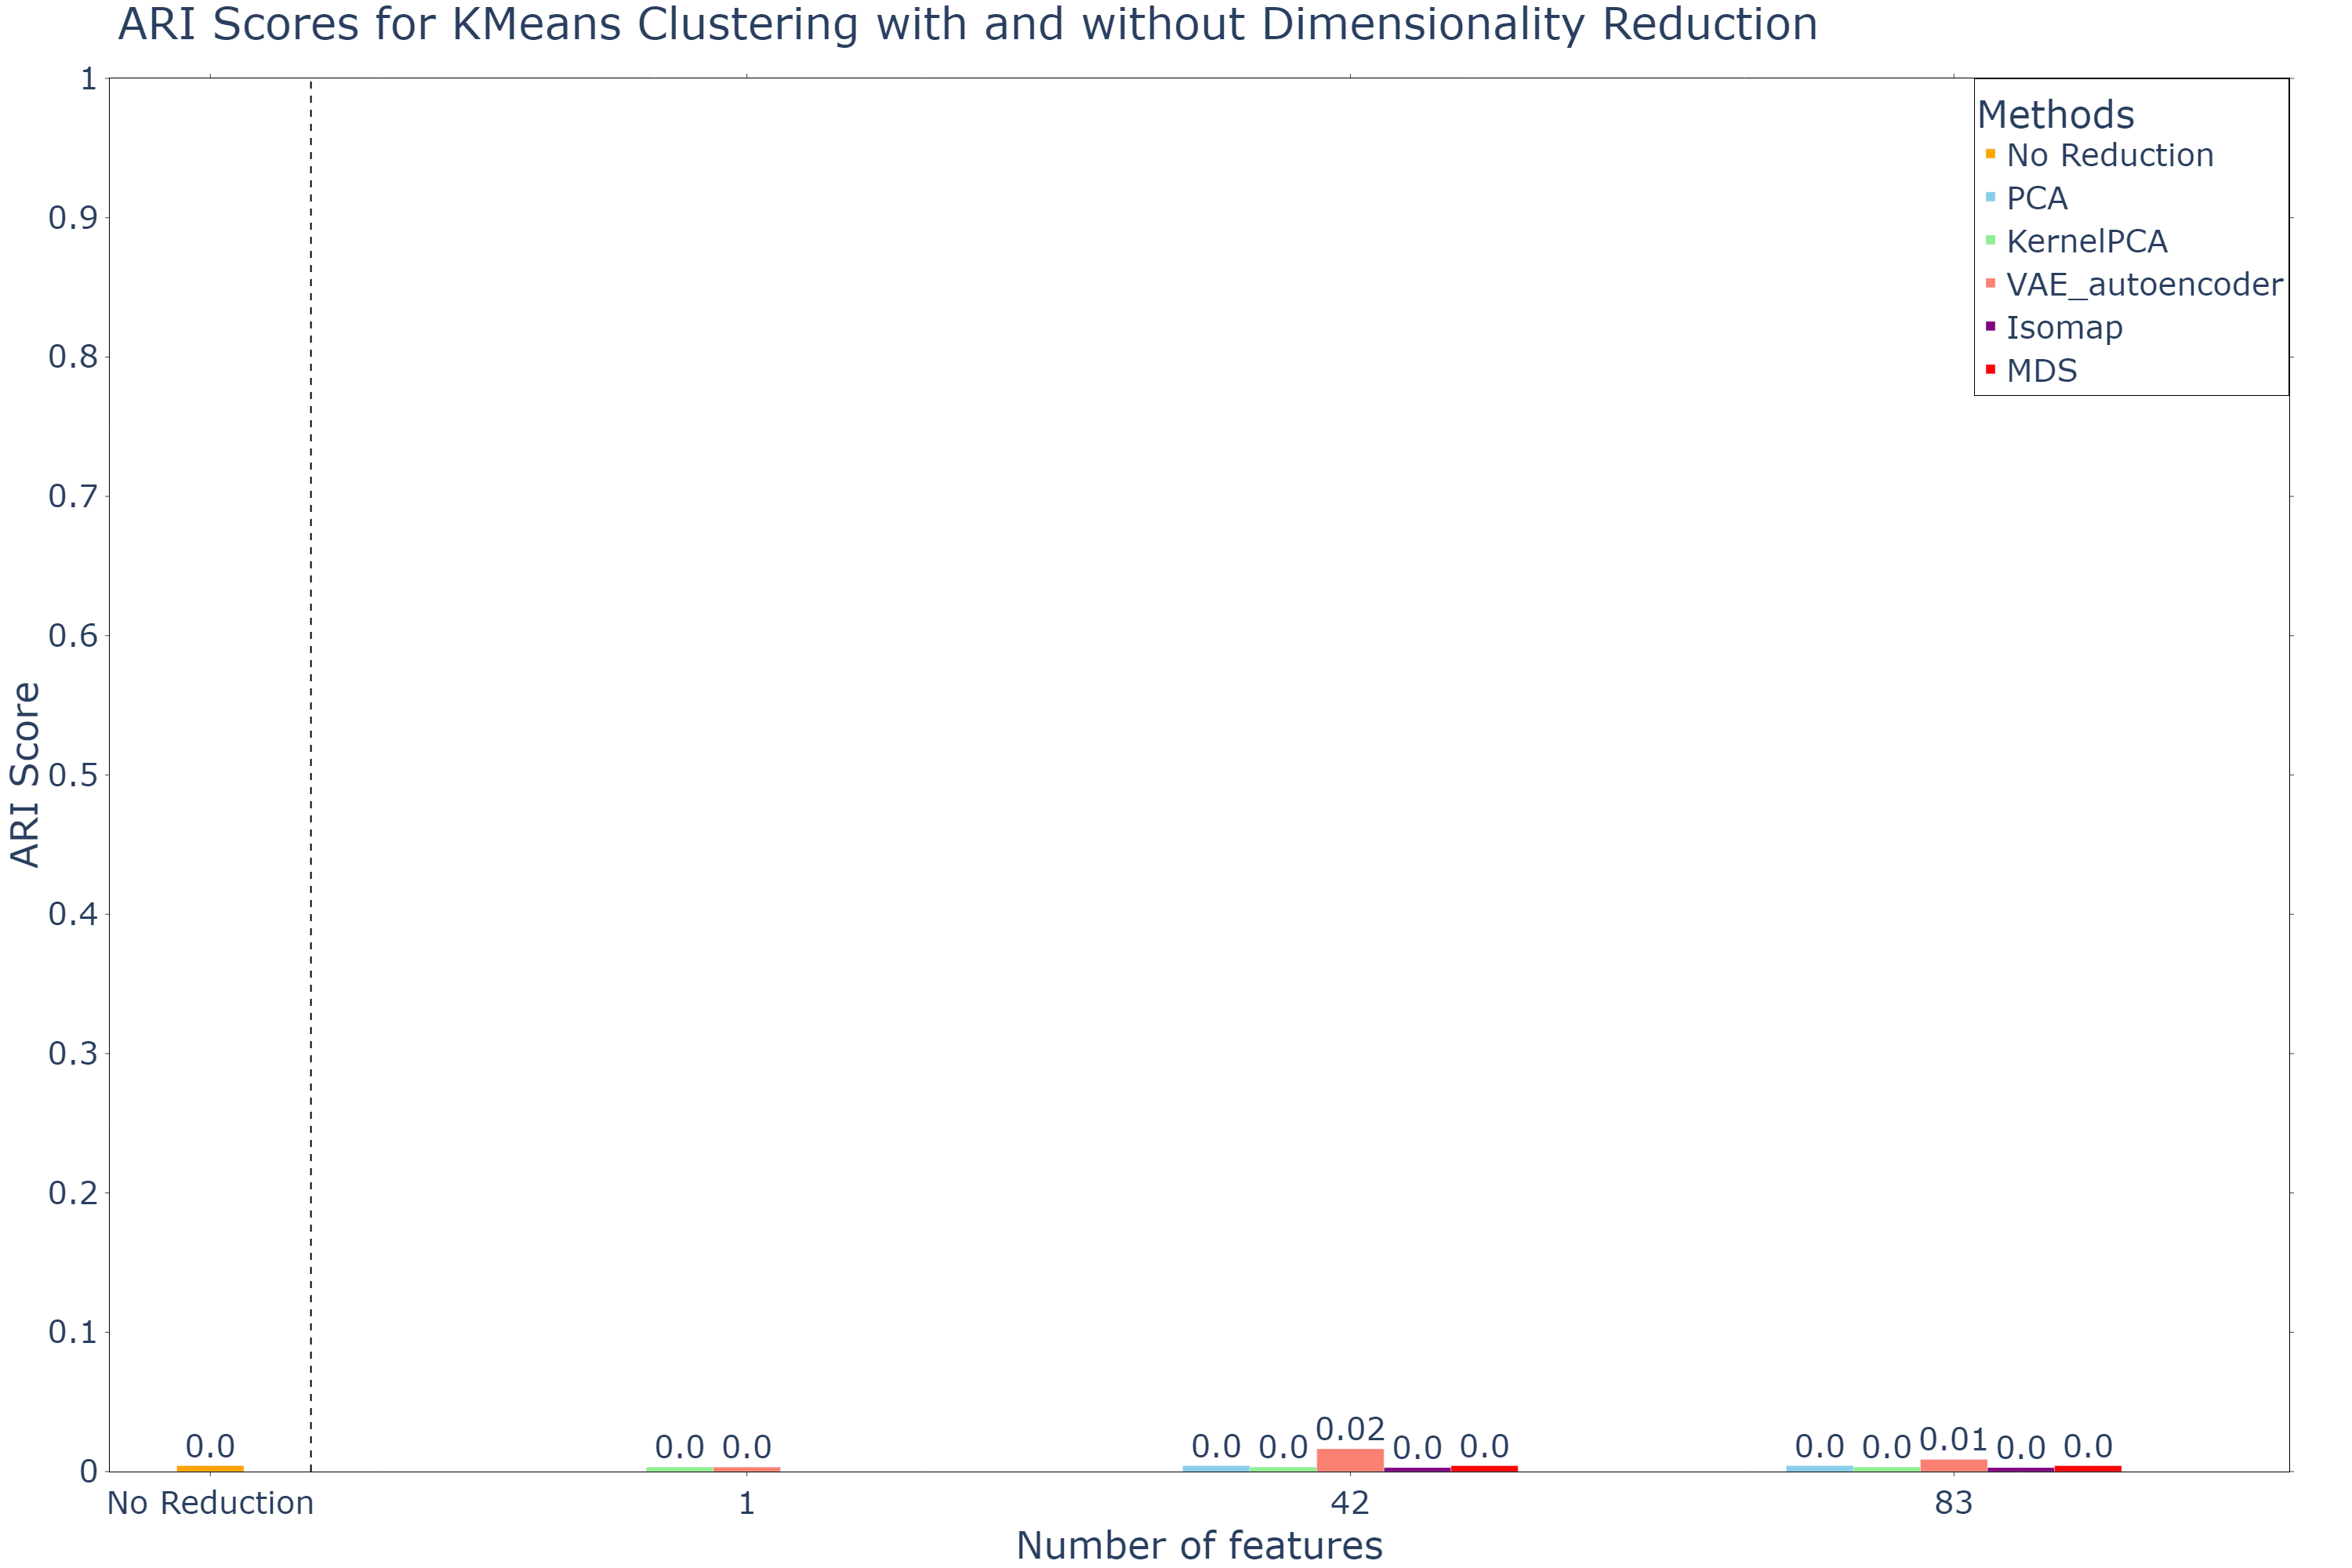 ARI Scores for KMeans Clustering with and without Dimensionality Reduction
1
0.9
0.8
0.7
0.6
0.5
0.4
0.3
0.2
0.1
0
ARI Score
Methods
No Reduction
PCA
KernelPCA
VAE_autoencoder
Isomap
MDS
0.0
0.0 0.0
0.0 0.0 0.02 0.0 0.0
0.0 0.0 0.01 0.0 0.0
No Reduction 1 42 83
Number of features